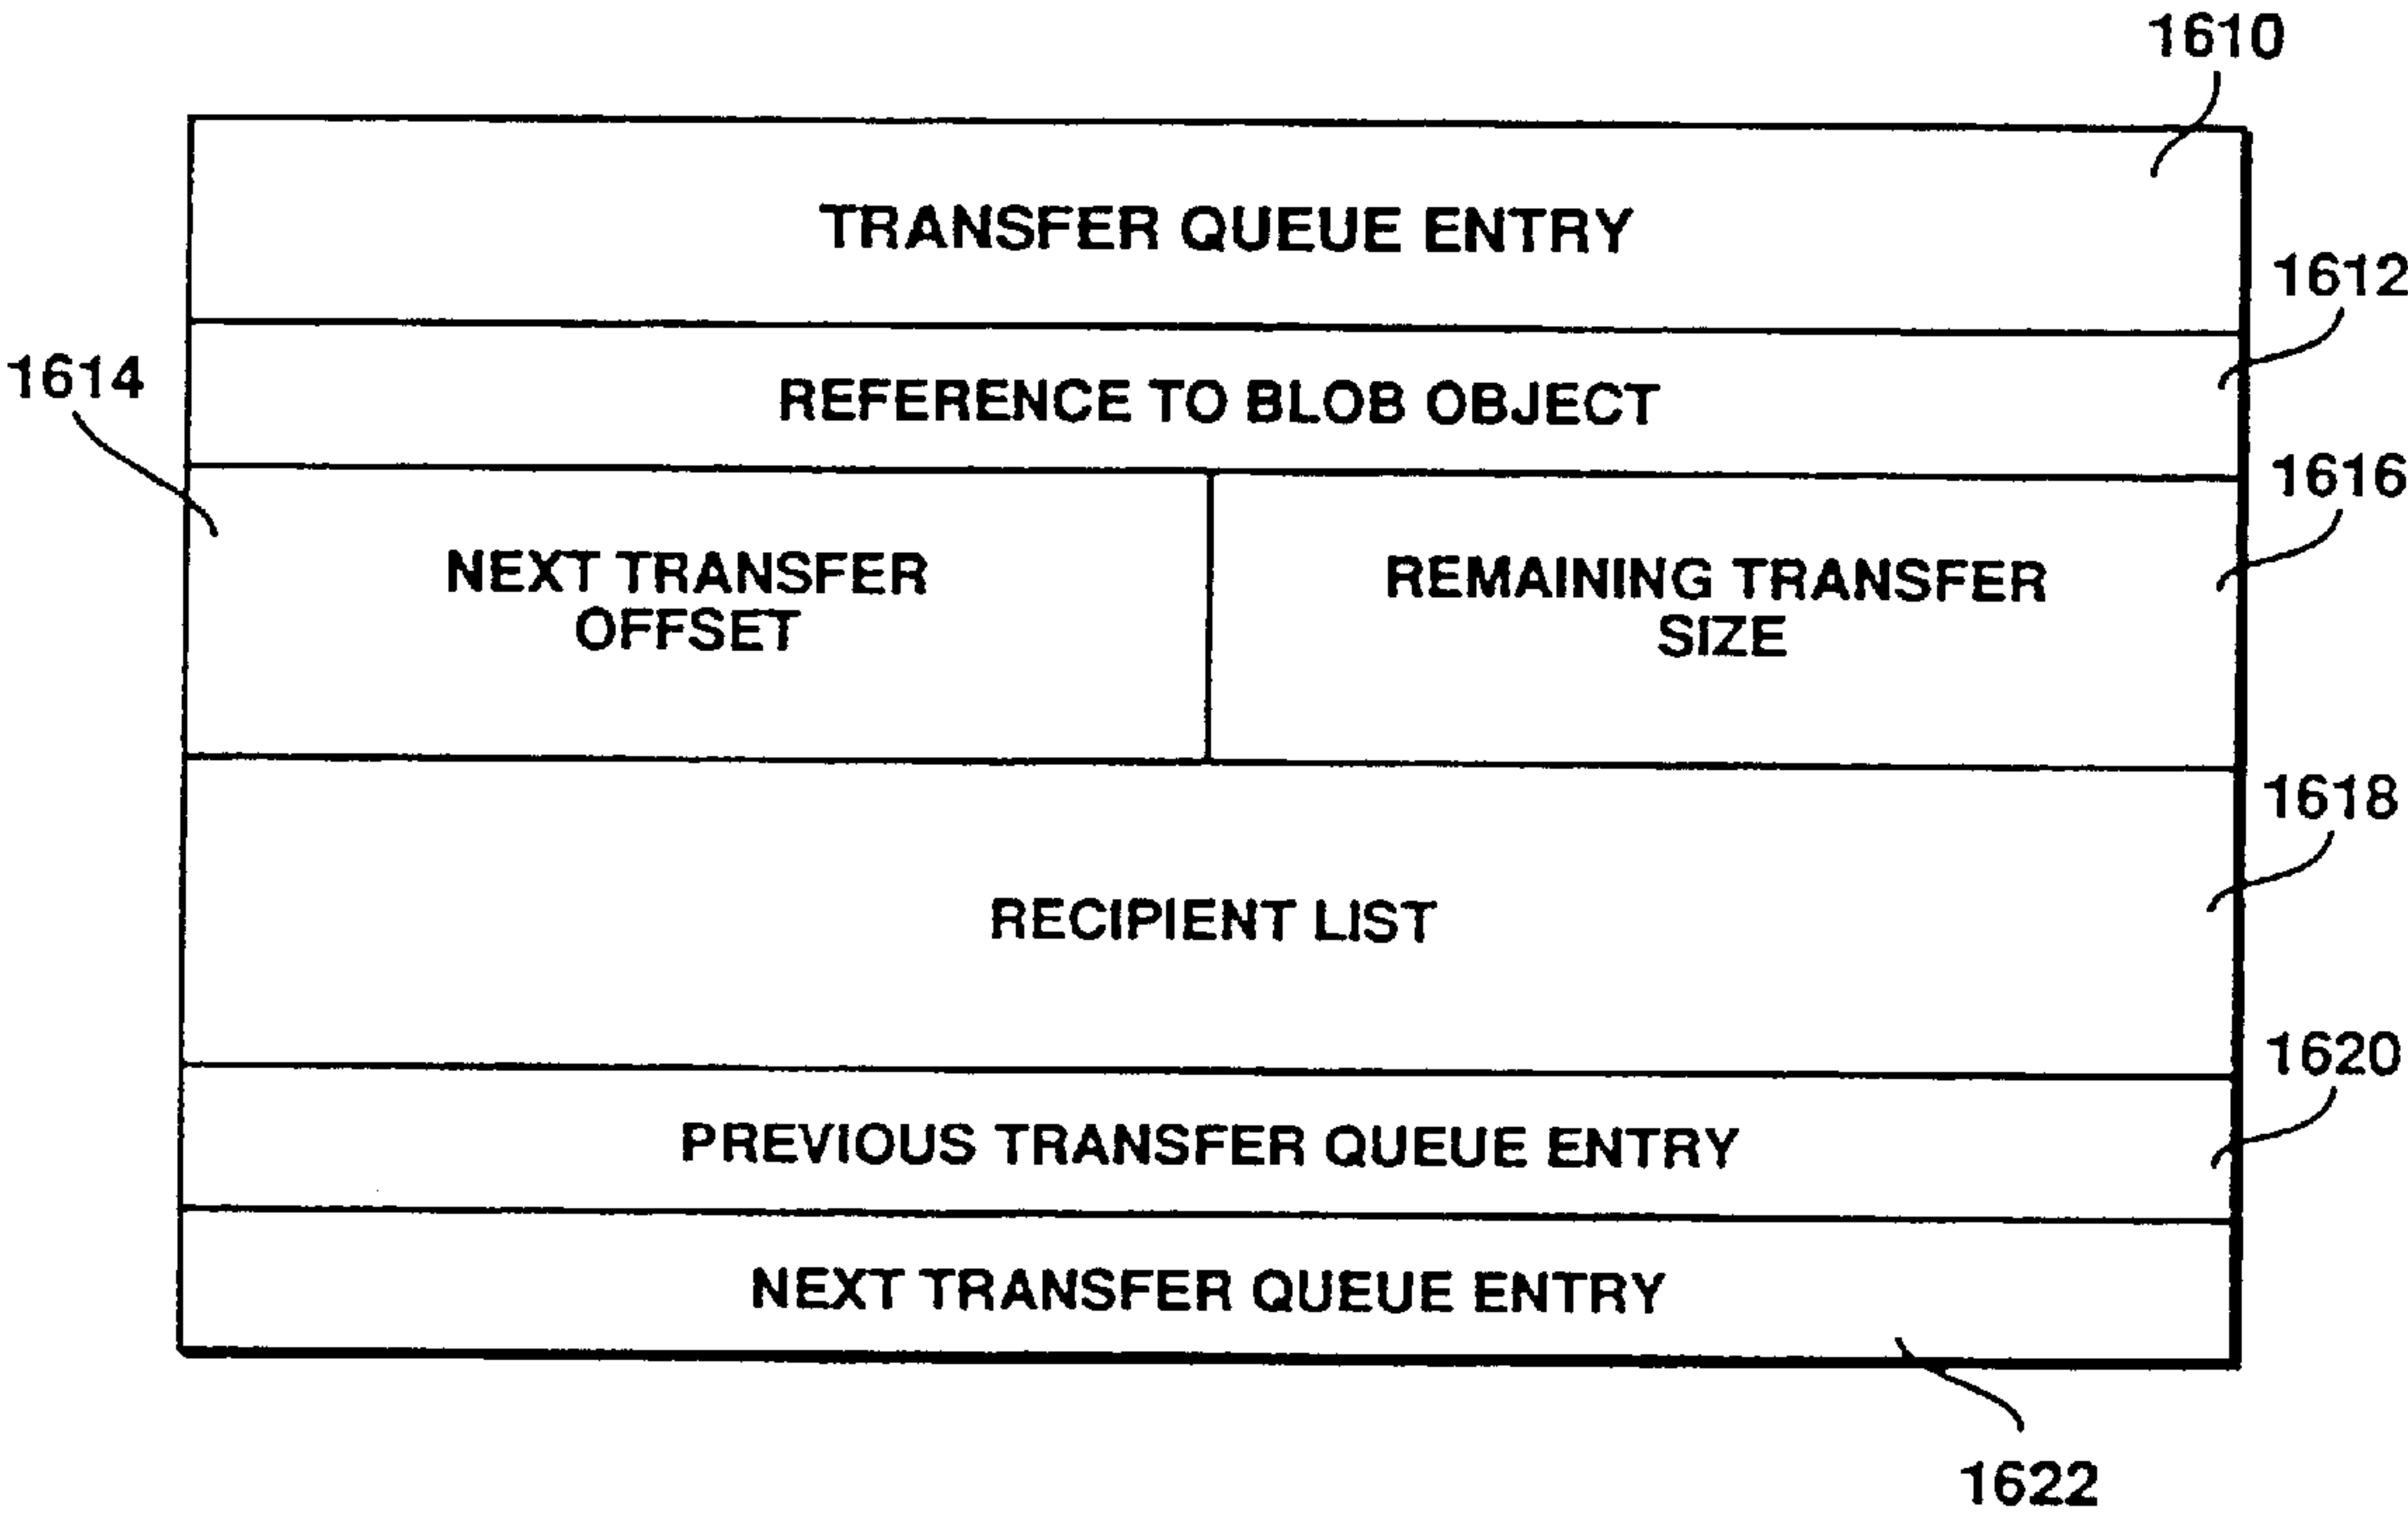 1610
TRANSFER QUEUE ENTRY
1612
REFERENCE TO BLOB OBJECT
1614
1616
NEXT TRANSFER
OFFSET
REMAINING TRANSFER
SIZE
1618
RECIPIENT LIST
1620
PREVIOUS TRANSFER QUEUE ENTRY
NEXT TRANSFER QUEUE ENTRY
1622